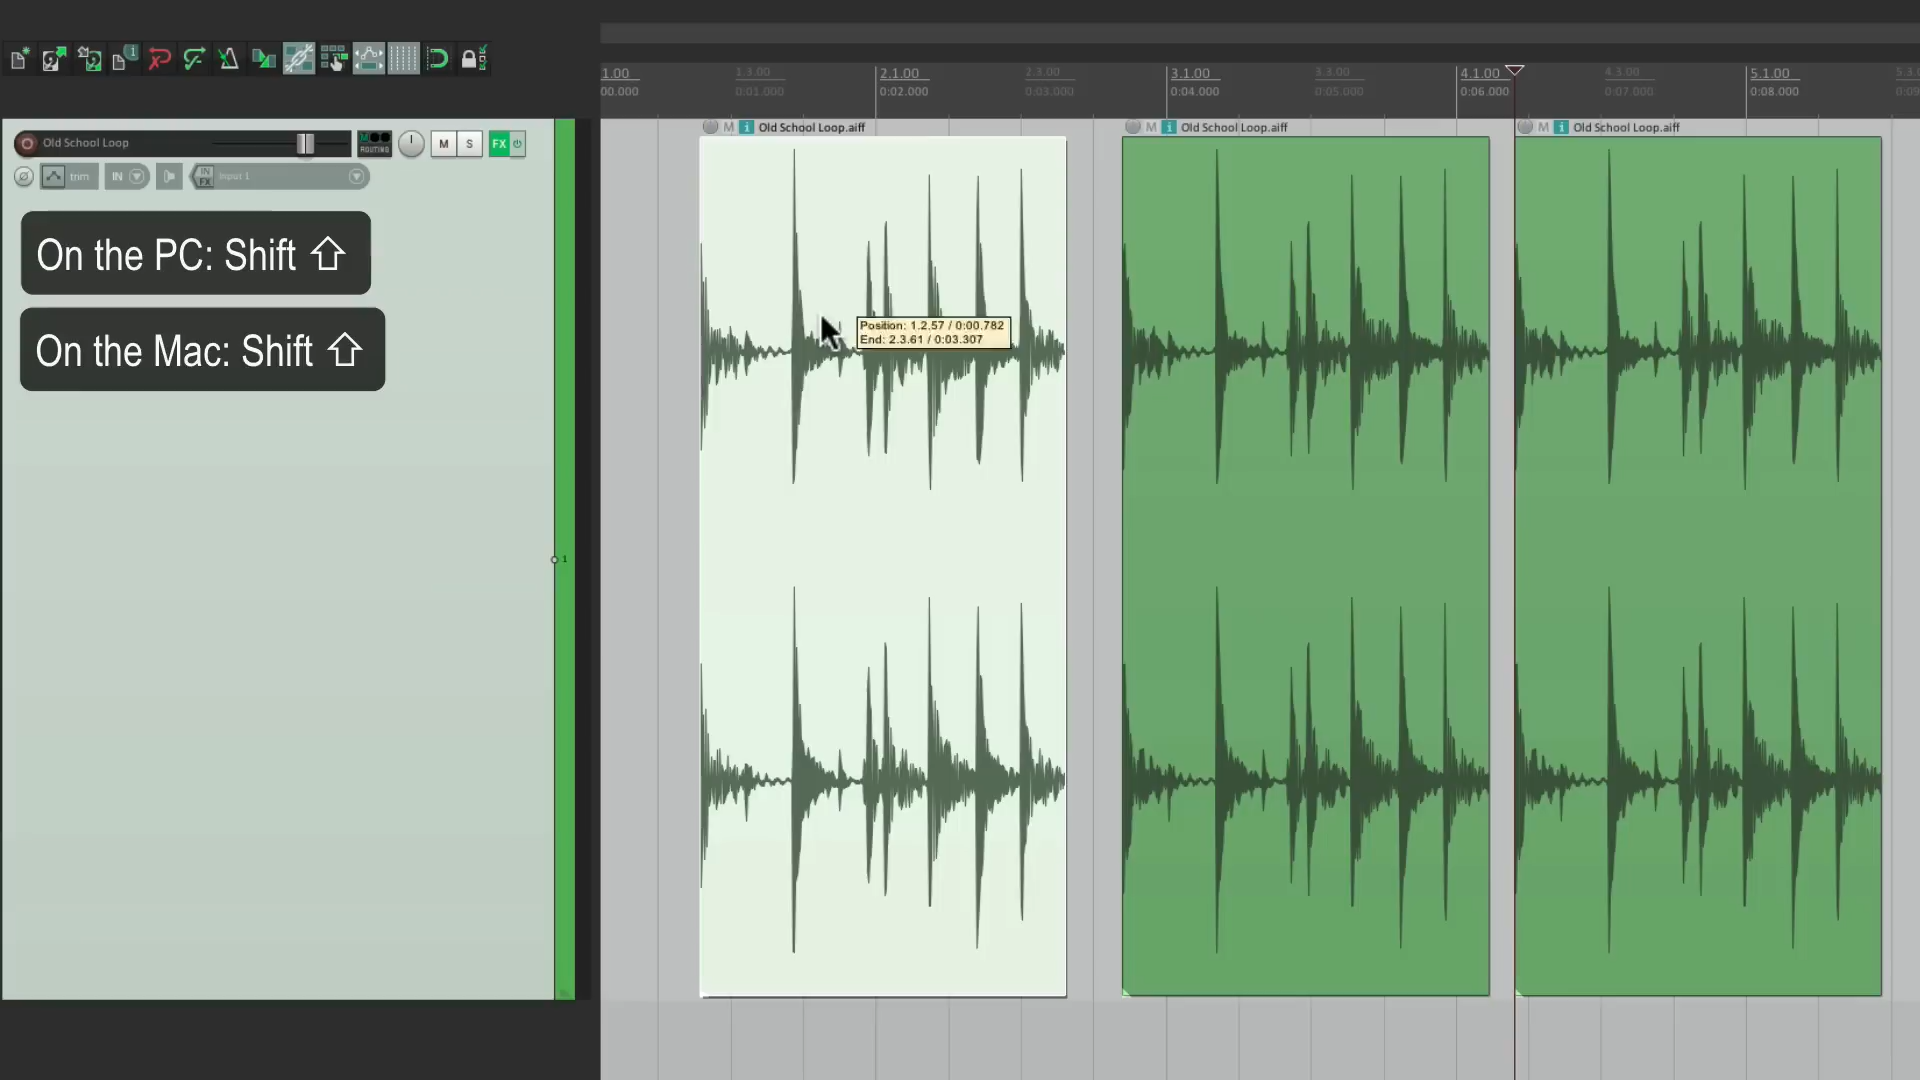 1.00
1.3.00
2.1.00
2.3.00
3.1.00
3.3.00
4.1.00
4.3.00
5.1.00
00.000
0:01.000
0:02.000
0:03.000
0:04.000
0:05.000
0:06.000
0:07.000
0:08.000
M i Old School Loop.aiff
M i Old School Loop.aiff
M i Old School Loop.aiff
Old School Loop
ROUTING
M
S
FX
trim
IN
IN FX
Input 1
On the PC: Shift ⇧
On the Mac: Shift ⇧
Position: 1.2.57 / 0:00.782
End: 2.3.61 / 0:03.307
1